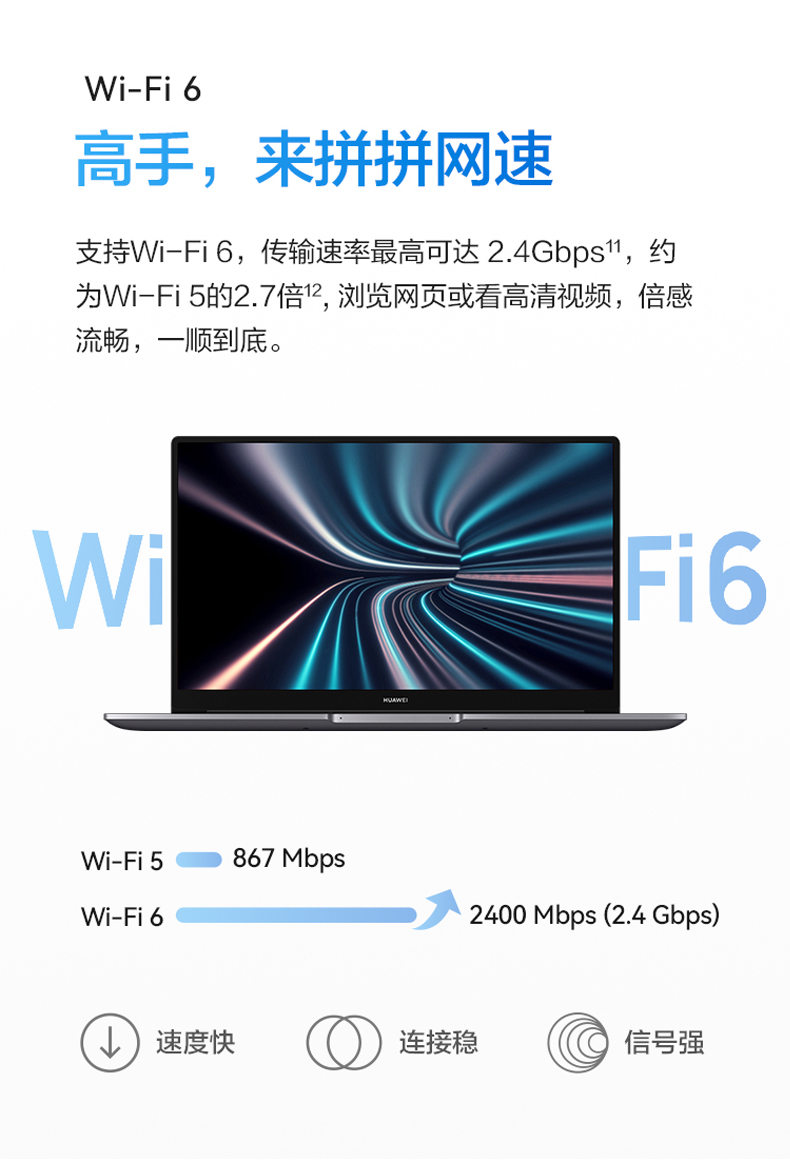 Wi-Fi 6
高手，来拼拼网速
支持Wi-Fi 6，传输速率最高可达 2.4Gbps¹¹，约
为Wi-Fi 5的2.7倍¹², 浏览网页或看高清视频，倍感
流畅，一顺到底。
Wi Fi6
HUAWEI
Wi-Fi 5 867 Mbps
Wi-Fi 6 2400 Mbps (2.4 Gbps)
速度快 连接稳 信号强